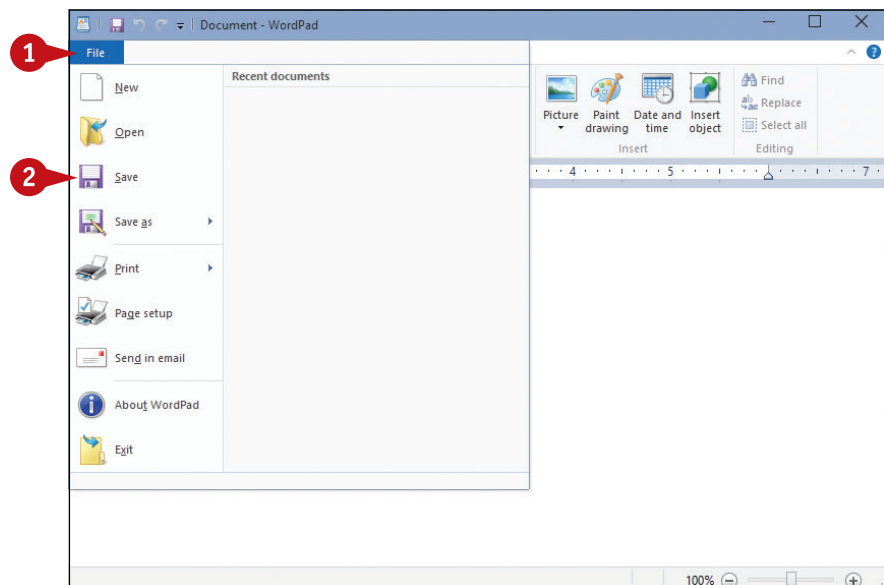 Document - WordPad
1
File
Recent documents
New
Open
2
Save
Save as
Print
Page setup
Send in email
About WordPad
Exit
Picture
Paint drawing
Date and time
Insert object
Insert
Find
Replace
Select all
Editing
4 5 7
100%